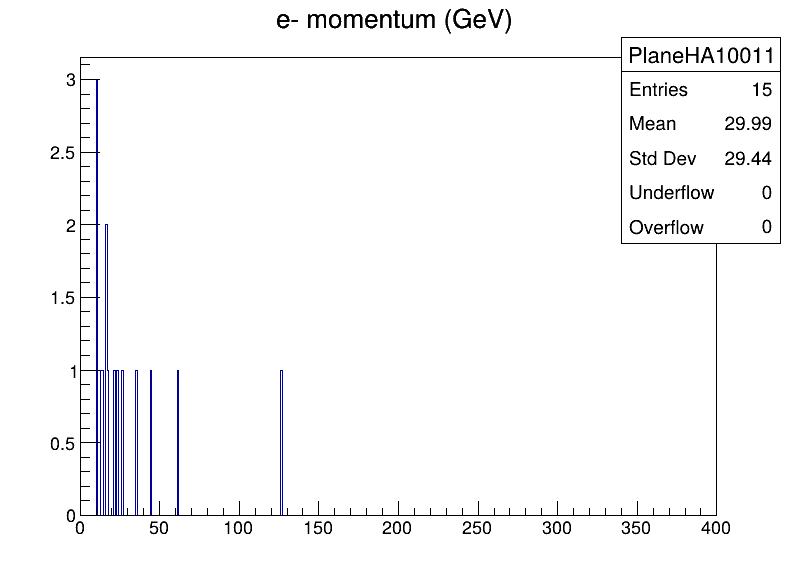 e- momentum (GeV)
PlaneHA10011
Entries 15
Mean 29.99
Std Dev 29.44
Underflow 0
Overflow 0
3
2.5
2
1.5
1
0.5
0
0 50 100 150 200 250 300 350 400